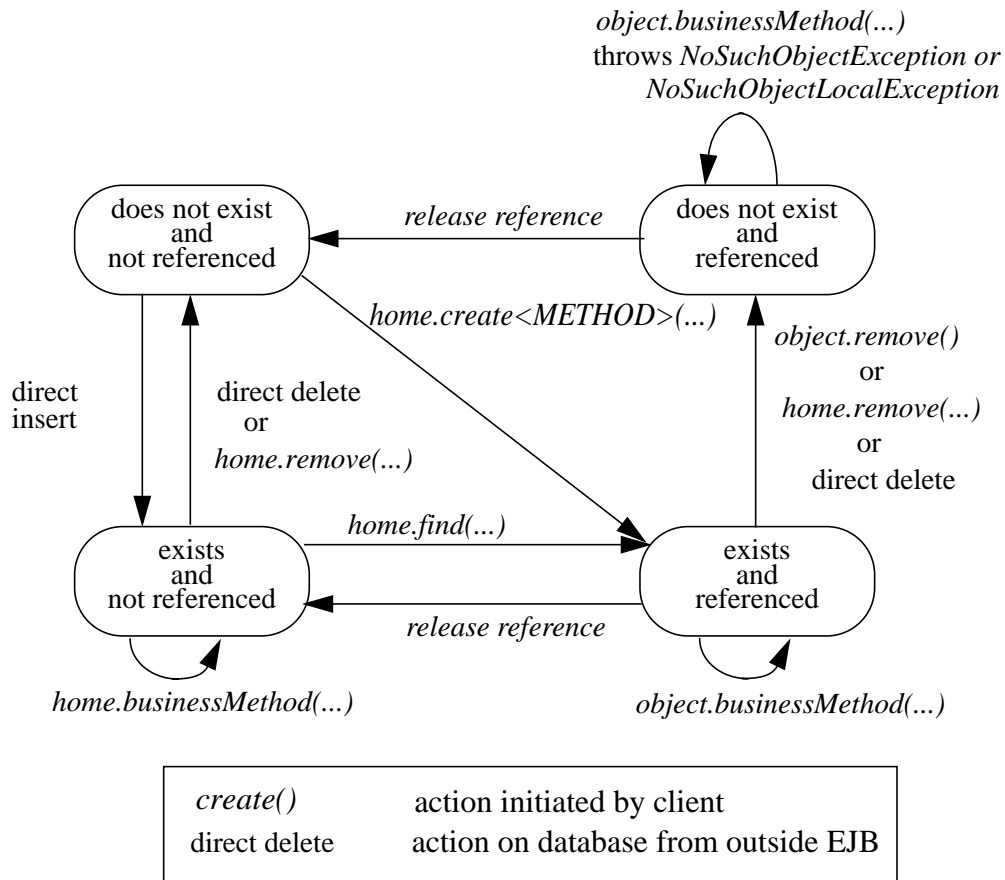 object.businessMethod(...)
throws NoSuchObjectException or
NoSuchObjectLocalException
does not exist
and
not referenced
release reference
does not exist
and
referenced
home.create<METHOD>(...)
object.remove()
or
home.remove(...)
or
direct delete
direct
insert
direct delete
or
home.remove(...)
home.find(...)
exists
and
not referenced
exists
and
referenced
release reference
home.businessMethod(...)
object.businessMethod(...)
create() action initiated by client
direct delete action on database from outside EJB